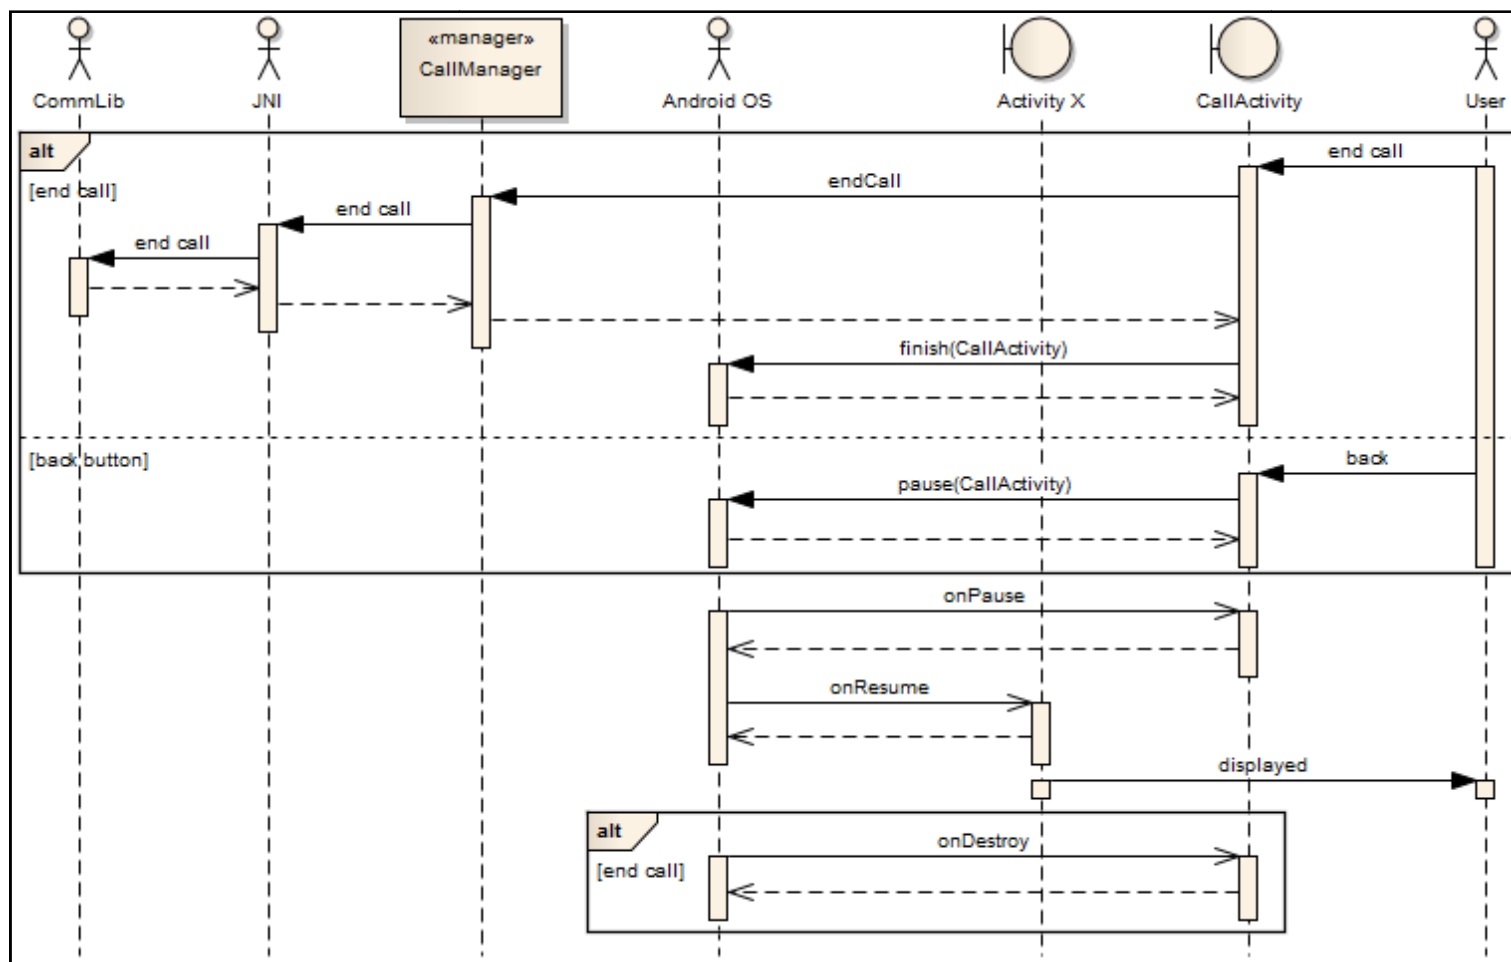 «manager»
CallManager
CommLib
JNI
Android OS
Activity X
CallActivity
User
alt
end call
[end call]
endCall
end call
end call
finish(CallActivity)
[back button]
back
pause(CallActivity)
onPause
onResume
displayed
alt
onDestroy
[end call]